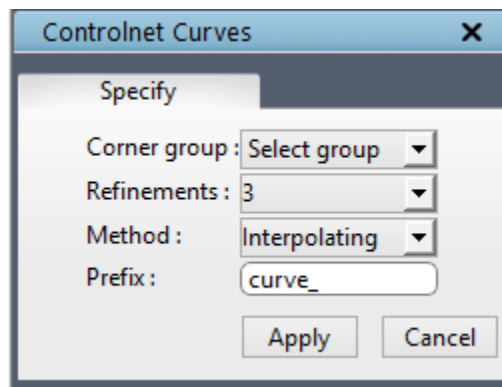 Controlnet Curves
Specify
Corner group : Select group
Refinements : 3
Method : Interpolating
Prefix : curve_
Apply Cancel